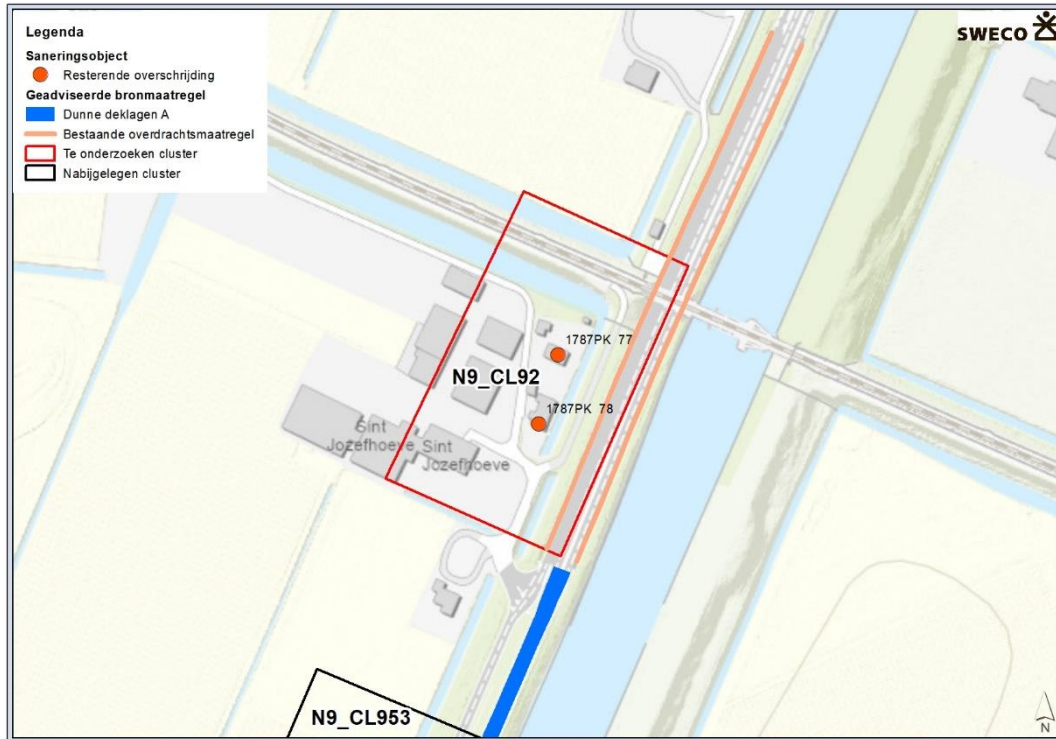 Legenda
Saneringsobject
Resterende overschrijding
Geadviseerde bronmaatregel
Dunne deklagen A
Bestaande overdrachtsmaatregel
Te onderzoeken cluster
Nabijgelegen cluster
SWECO
1787PK 77
N9_CL92
1787PK 78
Sint
Jozefhoeve
Sint
Jozefhoeve
N9_CL953
N